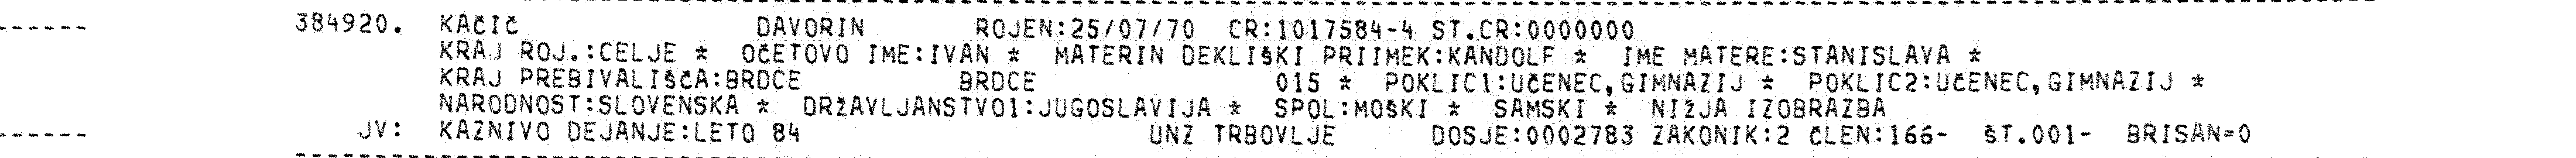 384920. KAČIČ DAVORIN ROJEN:25/07/70 CR:1017584-4 ST.CR:0000000
KRAJ ROJ.:CELJE * OČETOVO IME:IVAN * MATERIN DEKLIŠKI PRIIMEK:KANDOLF * IME MATERE:STANISLAVA *
KRAJ PREBIVALIŠČA:BRDCE BRDCE 015 * POKLIC1:UČENEC,GIMNAZIJ * POKLIC2:UČENEC,GIMNAZIJ *
NARODNOST:SLOVENSKA * DRŽAVLJANSTVO1:JUGOSLAVIJA * SPOL:MOŠKI * SAMSKI * NIŽJA IZOBRAZBA
JV: KAZNIVO DEJANJE:LETO 84 UNZ TRBOVLJE DOSJE:0002783 ZAKONIK:2 ČLEN:166- ŠT.001- BRISAN=0